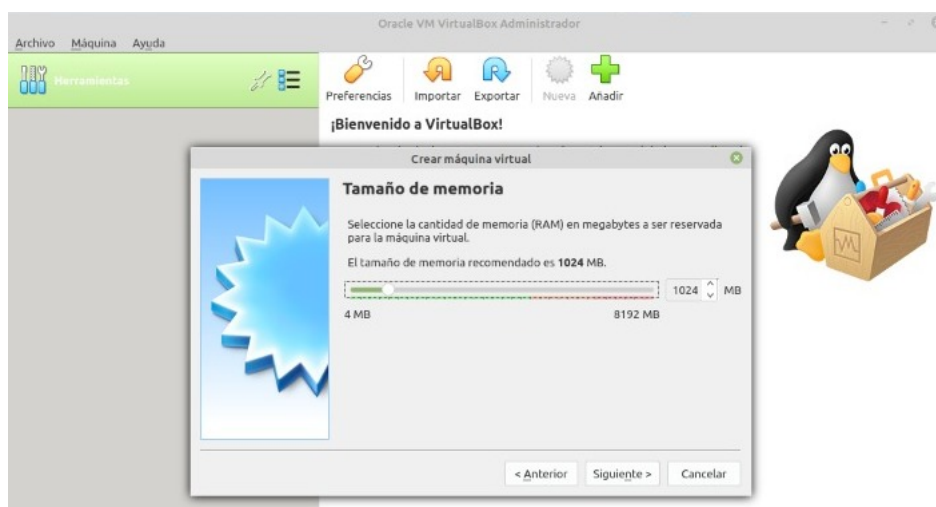 Oracle VM VirtualBox Administrador
Archivo Máquina Ayuda
Herramientas
Preferencias Importar Exportar Nueva Añadir
¡Bienvenido a VirtualBox!
Crear máquina virtual
Tamaño de memoria
Seleccione la cantidad de memoria (RAM) en megabytes a ser reservada
para la máquina virtual.
El tamaño de memoria recomendado es 1024 MB.
1024 MB
4 MB 8192 MB
< Anterior Siguiente > Cancelar